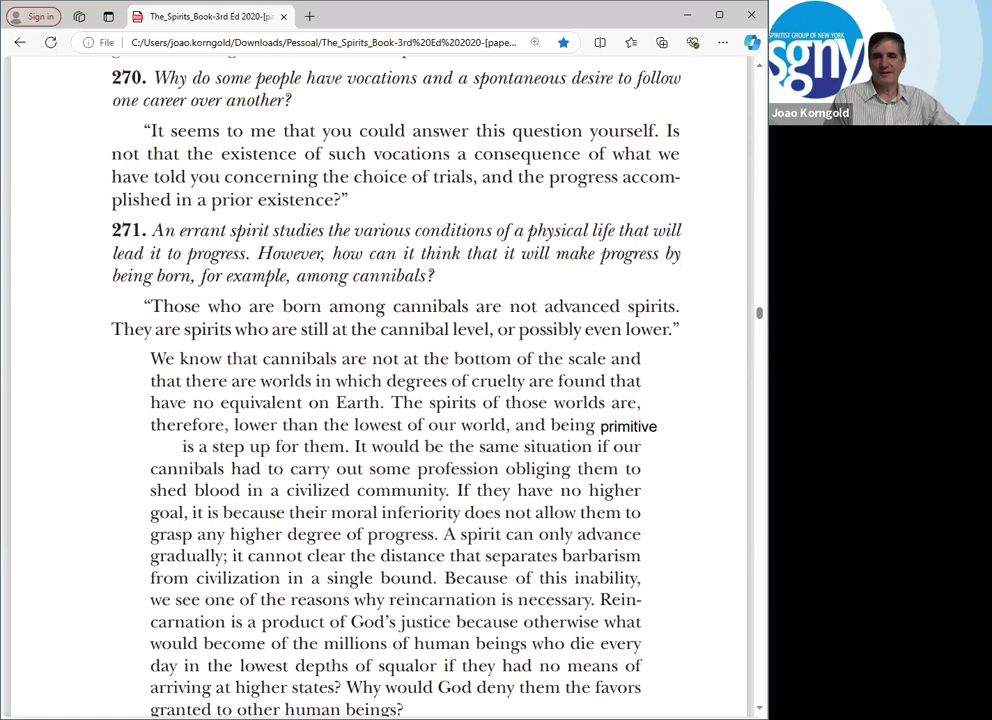 Sign in
The_Spirits_Book-3rd Ed 2020-[pa
File
C:/Users/joao.korngold/Downloads/Pessoal/The_Spirits_Book-3rd%20Ed%202020-[pape...
SPIRITIST GROUP OF NEW YORK
sgny
Joao Korngold
270. Why do some people have vocations and a spontaneous desire to follow
one career over another?
“It seems to me that you could answer this question yourself. Is
not that the existence of such vocations a consequence of what we
have told you concerning the choice of trials, and the progress accom-
plished in a prior existence?”
271. An errant spirit studies the various conditions of a physical life that will
lead it to progress. However, how can it think that it will make progress by
being born, for example, among cannibals?
“Those who are born among cannibals are not advanced spirits.
They are spirits who are still at the cannibal level, or possibly even lower.”
We know that cannibals are not at the bottom of the scale and
that there are worlds in which degrees of cruelty are found that
have no equivalent on Earth. The spirits of those worlds are,
therefore, lower than the lowest of our world, and being primitive
is a step up for them. It would be the same situation if our
cannibals had to carry out some profession obliging them to
shed blood in a civilized community. If they have no higher
goal, it is because their moral inferiority does not allow them to
grasp any higher degree of progress. A spirit can only advance
gradually; it cannot clear the distance that separates barbarism
from civilization in a single bound. Because of this inability,
we see one of the reasons why reincarnation is necessary. Rein-
carnation is a product of God’s justice because otherwise what
would become of the millions of human beings who die every
day in the lowest depths of squalor if they had no means of
arriving at higher states? Why would God deny them the favors
granted to other human beings?